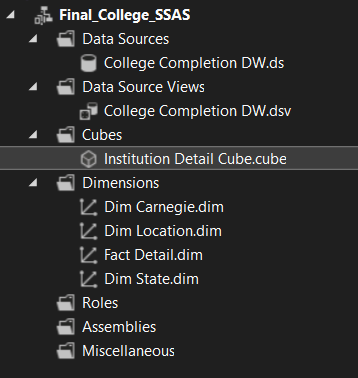 Final_College_SSAS
Data Sources
College Completion DW.ds
Data Source Views
College Completion DW.dsv
Cubes
Institution Detail Cube.cube
Dimensions
Dim Carnegie.dim
Dim Location.dim
Fact Detail.dim
Dim State.dim
Roles
Assemblies
Miscellaneous